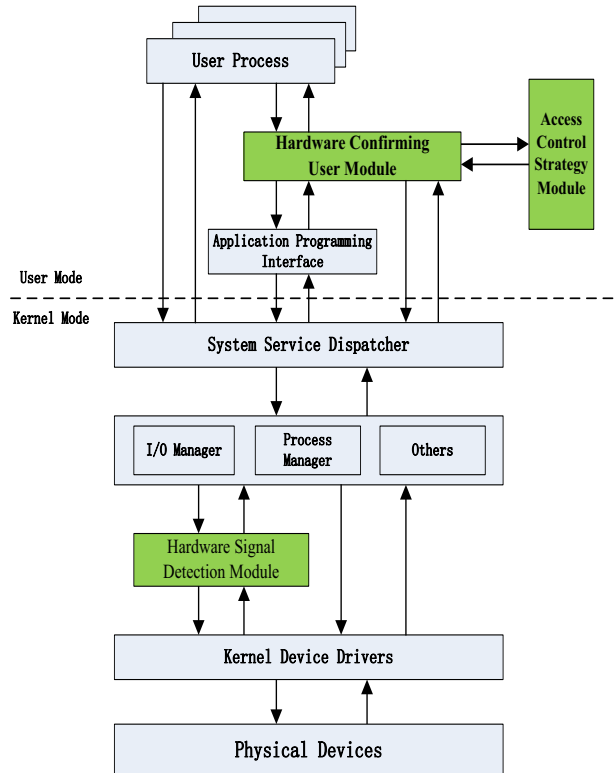 User Process
Hardware Confirming
User Module
Access
Control
Strategy
Module
Application Programming
Interface
User Mode
Kernel Mode
System Service Dispatcher
I/O Manager
Process
Manager
Others
Hardware Signal
Detection Module
Kernel Device Drivers
Physical Devices